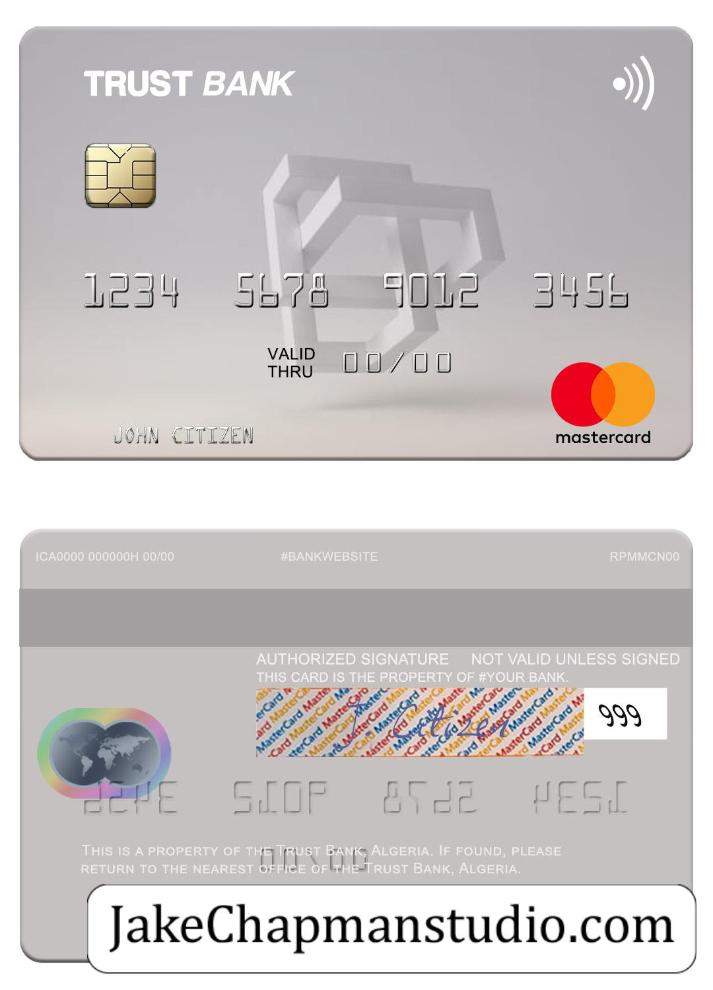 TRUST BANK
1234 5678 9012 3456
VALID
THRU 00/00
JOHN CITIZEN
mastercard
ICA0000 000000H 00/00 #BANKWEBSITE RPMMCN00
AUTHORIZED SIGNATURE NOT VALID UNLESS SIGNED
THIS CARD IS THE PROPERTY OF #YOUR BANK.
J. Citizen
999
THIS IS A PROPERTY OF THE TRUST BANK, ALGERIA. IF FOUND, PLEASE
RETURN TO THE NEAREST OFFICE OF THE TRUST BANK, ALGERIA.
JakeChapmanstudio.com